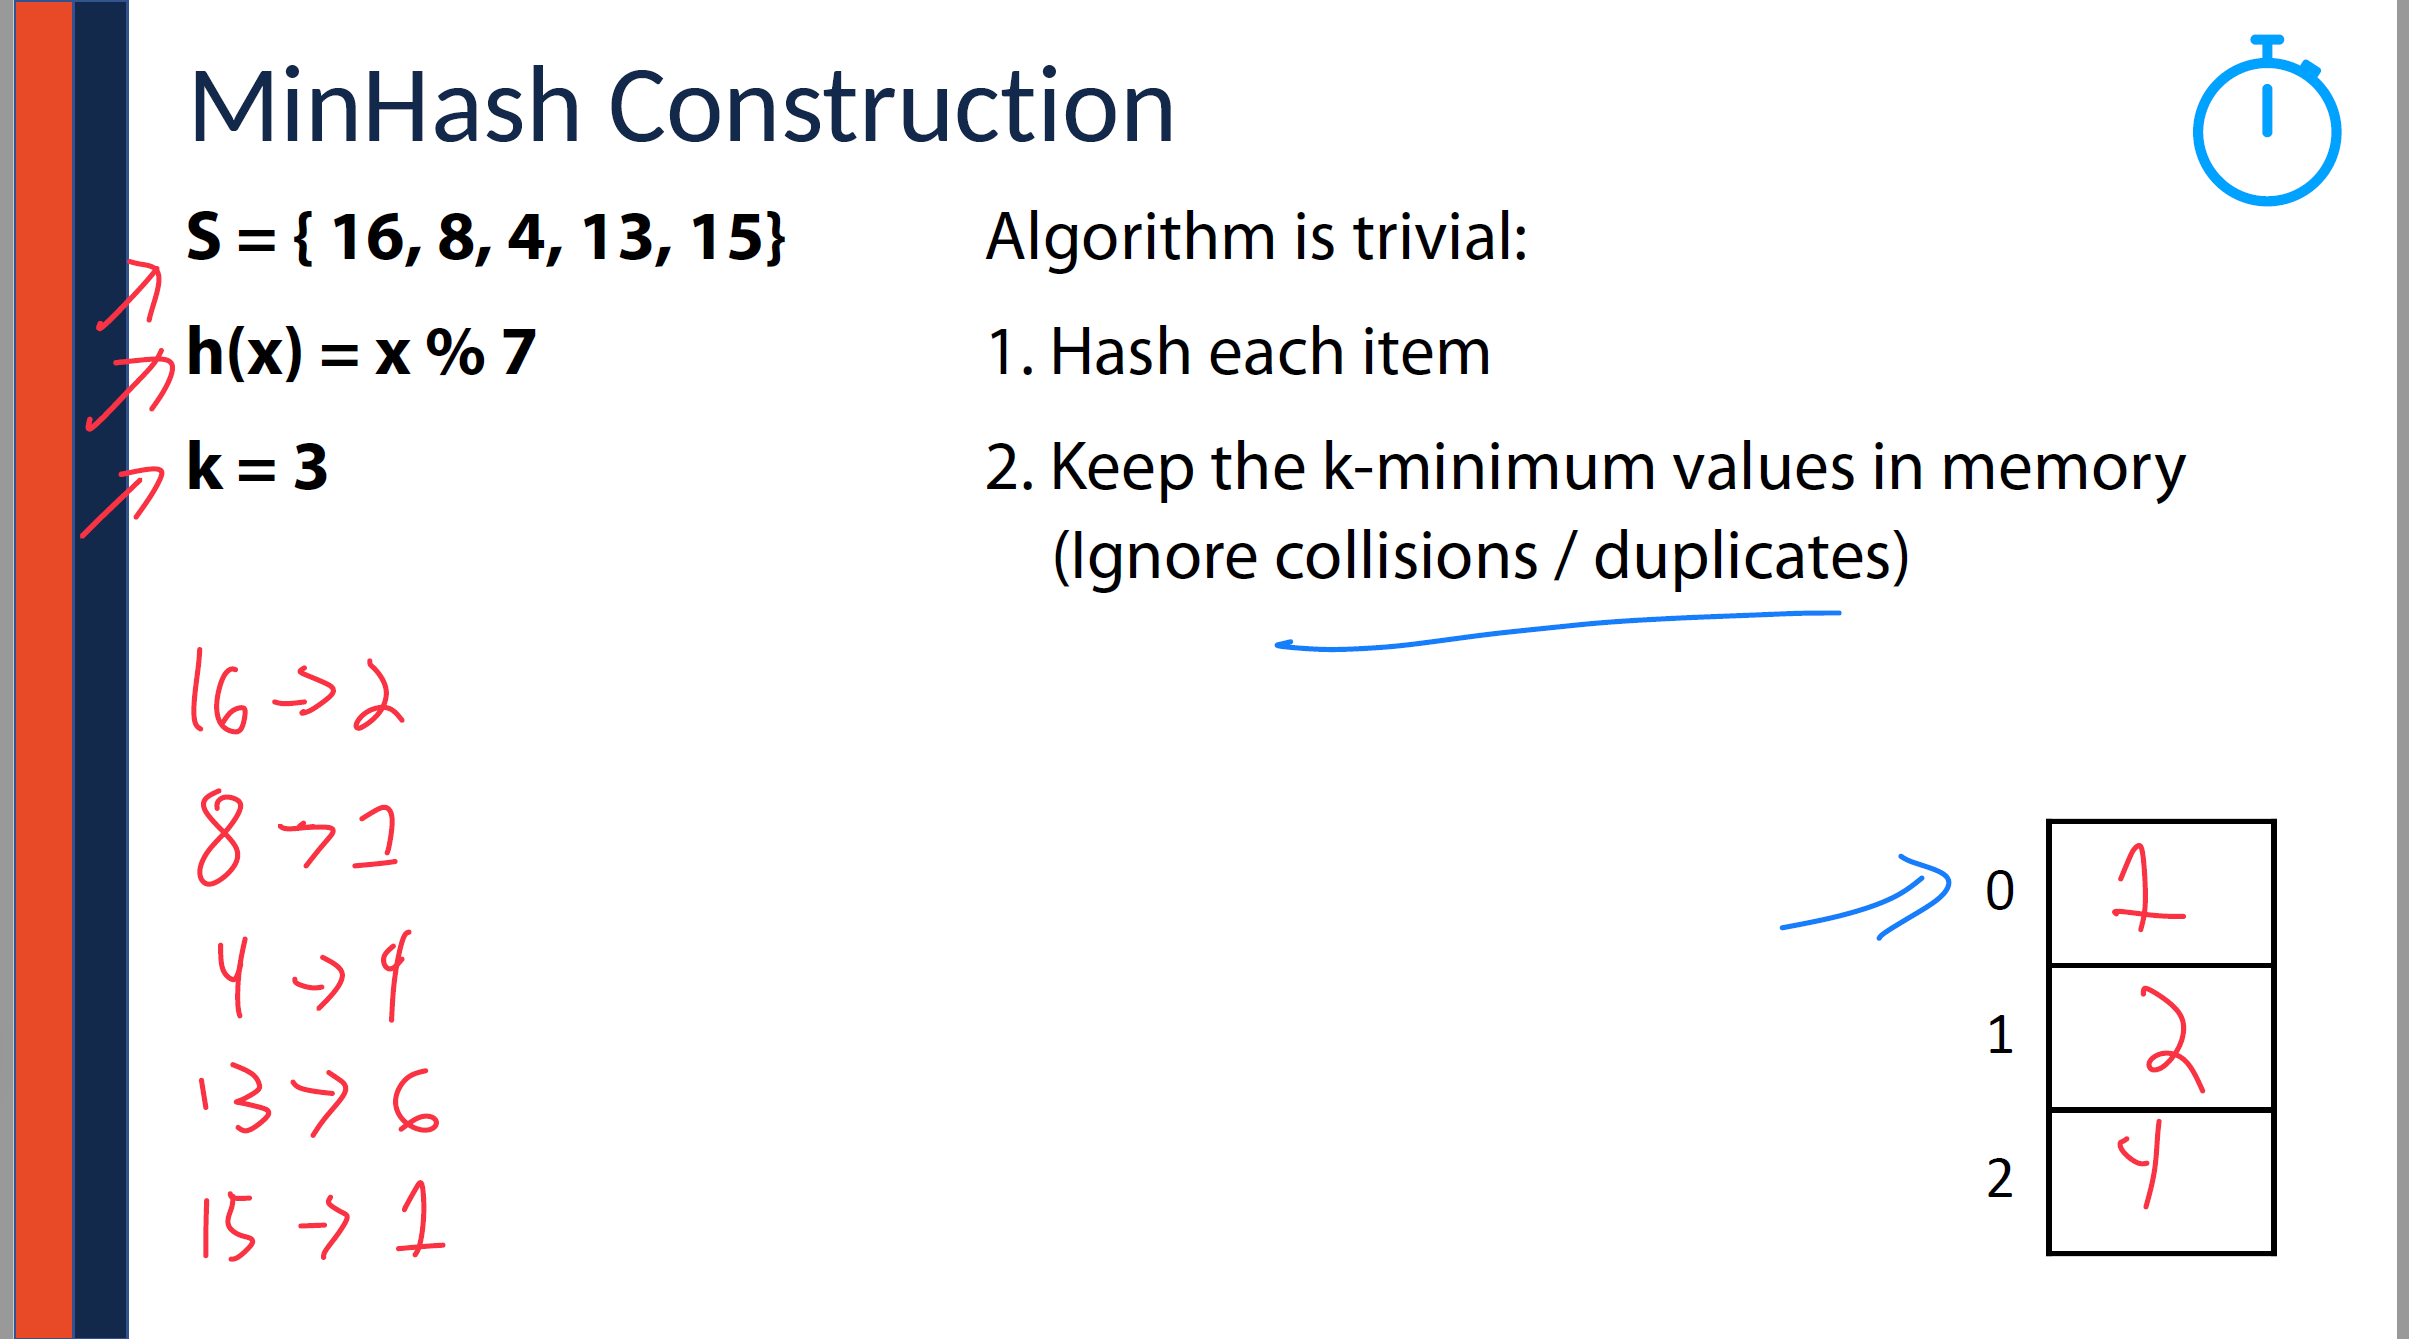 MinHash Construction
S = { 16, 8, 4, 13, 15}
h(x) = x % 7
k = 3
Algorithm is trivial:
1. Hash each item
2. Keep the k-minimum values in memory
(Ignore collisions / duplicates)
16 → 2
8 → 1
4 → 4
13 → 6
15 → 1
0 1
1 2
2 4